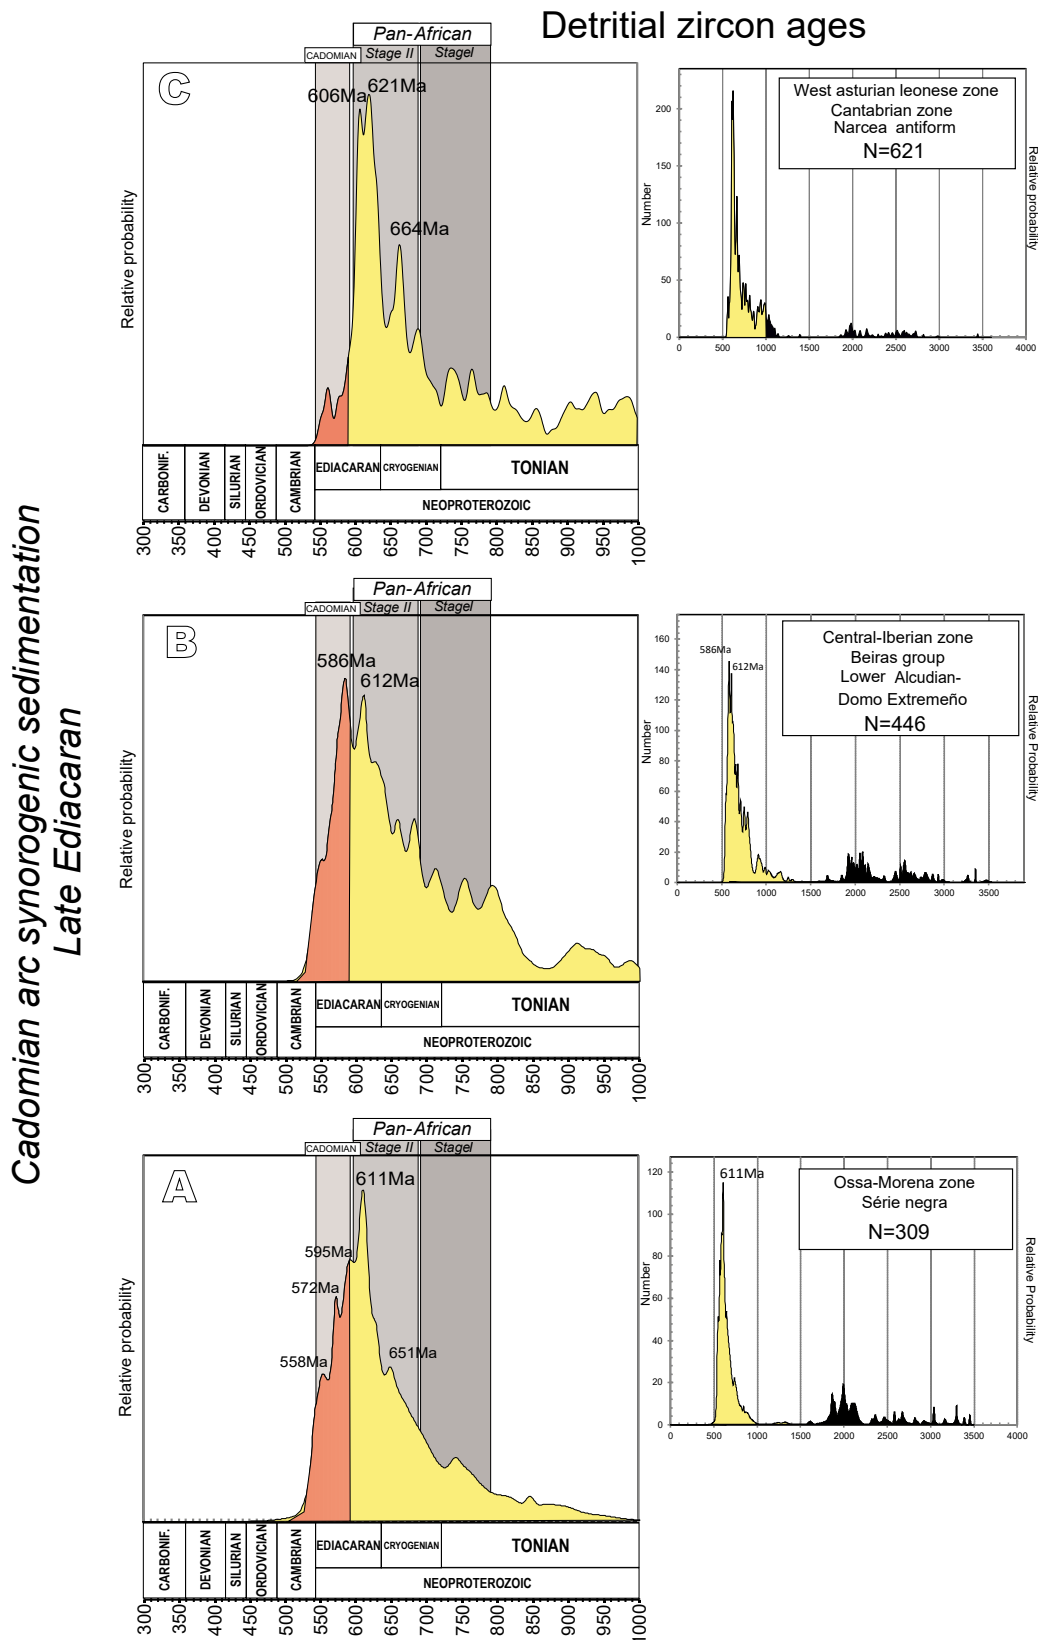 Detritial zircon ages
Cadomian arc synorogenic sedimentation
Late Ediacaran
Pan-African
CADOMIAN Stage II StageI
C
606Ma 621Ma
664Ma
Relative probability
CARBONIF. DEVONIAN SILURIAN ORDOVICIAN CAMBRIAN EDIACARAN CRYOGENIAN TONIAN
NEOPROTEROZOIC
300 350 400 450 500 550 600 650 700 750 800 850 900 950 1000
West asturian leonese zone
Cantabrian zone
Narcea antiform
N=621
Number
Relative probability
200
150
100
50
0
0 500 1000 1500 2000 2500 3000 3500 4000
Pan-African
CADOMIAN Stage II StageI
B
586Ma
612Ma
Relative probability
CARBONIF. DEVONIAN SILURIAN ORDOVICIAN CAMBRIAN EDIACARAN CRYOGENIAN TONIAN
NEOPROTEROZOIC
300 350 400 450 500 550 600 650 700 750 800 850 900 950 1000
Central-Iberian zone
Beiras group
Lower Alcudian-
Domo Extremeño
N=446
586Ma
612Ma
Number
Relative Probability
160
140
120
100
80
60
40
20
0
0 500 1000 1500 2000 2500 3000 3500
Pan-African
CADOMIAN Stage II StageI
A
611Ma
595Ma
572Ma
558Ma
651Ma
Relative probability
CARBONIF. DEVONIAN SILURIAN ORDOVICIAN CAMBRIAN EDIACARAN CRYOGENIAN TONIAN
NEOPROTEROZOIC
300 350 400 450 500 550 600 650 700 750 800 850 900 950 1000
Ossa-Morena zone
Série negra
N=309
611Ma
Number
Relative Probability
120
100
80
60
40
20
0
0 500 1000 1500 2000 2500 3000 3500 4000